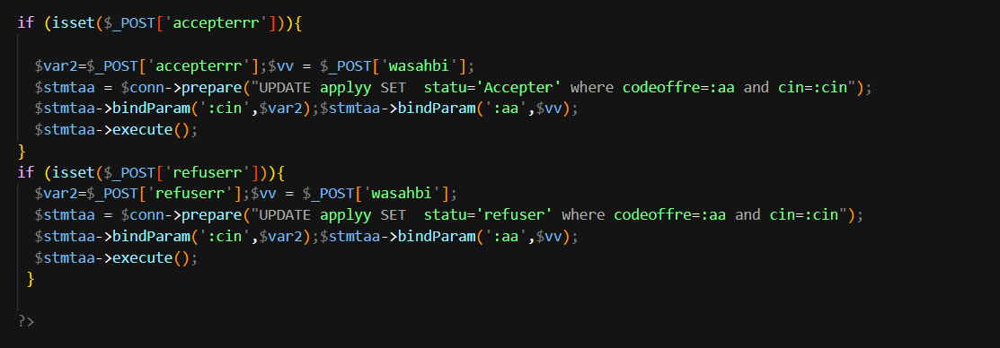 if (isset($_POST['accepterrr'])){
$var2=$_POST['accepterrr'];$vv = $_POST['wasahbi'];
$stmtaa = $conn->prepare("UPDATE applyy SET  statu='Accepter' where codeoffre=:aa and cin=:cin");
$stmtaa->bindParam(':cin',$var2);$stmtaa->bindParam(':aa',$vv);
$stmtaa->execute();
}
if (isset($_POST['refuserr'])){
$var2=$_POST['refuserr'];$vv = $_POST['wasahbi'];
$stmtaa = $conn->prepare("UPDATE applyy SET  statu='refuser' where codeoffre=:aa and cin=:cin");
$stmtaa->bindParam(':cin',$var2);$stmtaa->bindParam(':aa',$vv);
$stmtaa->execute();
}
?>